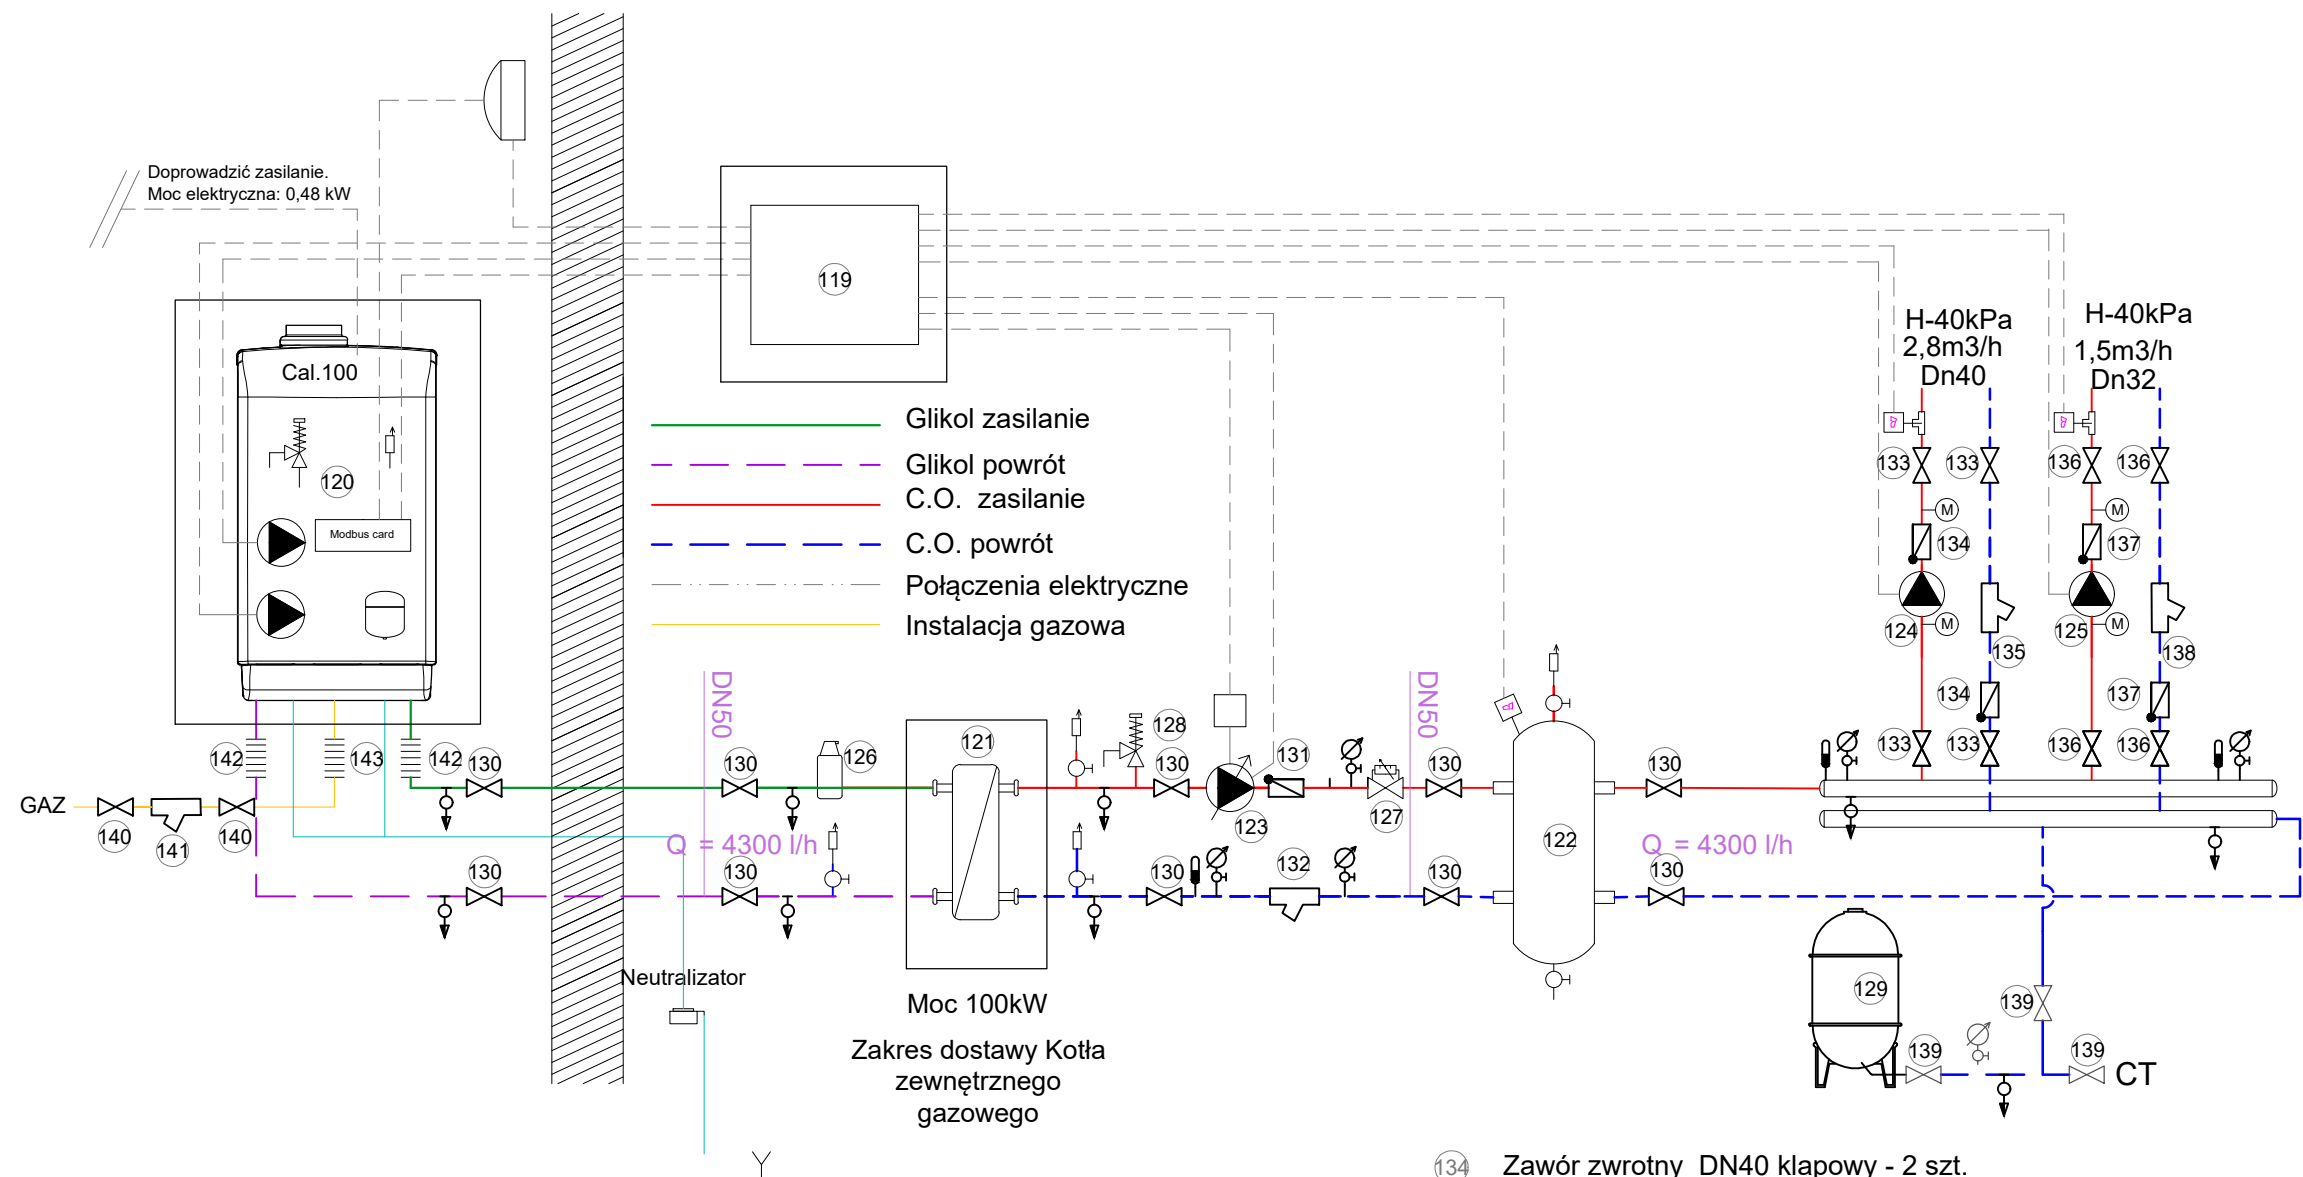 Doprowadzić zasilanie.
Moc elektryczna: 0,48 kW
119
H-40kPa
2,8m3/h
Dn40
H-40kPa
1,5m3/h
Dn32
Cal.100
120
Modbus card
Glikol zasilanie
Glikol powrót
C.O.  zasilanie
C.O. powrót
Połączenia elektryczne
Instalacja gazowa
133
133
136
136
M
M
134
137
124
M
125
M
135
138
134
137
133
133
136
136
DN50
DN50
142
143
142
130
130
126
121
128
130
123
131
127
130
130
GAZ
140
141
140
Q = 4300 l/h
122
Q = 4300 l/h
130
130
130
132
130
130
Neutralizator
Moc 100kW
Zakres dostawy Kotła
zewnętrznego
gazowego
129
139
139
139
CT
134 Zawór zwrotny  DN40 klapowy - 2 szt.